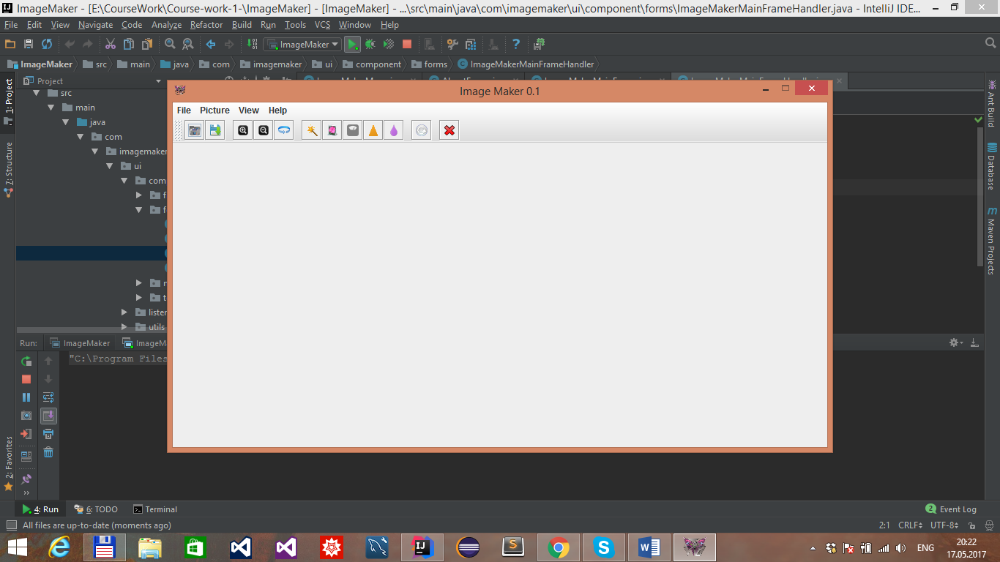 ImageMaker - [E:\CourseWork\Course-work-1-\ImageMaker] - [ImageMaker] - ...\src\main\java\com\imagemaker\ui\component\forms\ImageMakerMainFrameHandler.java - IntelliJ IDE...
File Edit View Navigate Code Analyze Refactor Build Run Tools VCS Window Help
ImageMaker
ImageMaker src main java com imagemaker ui component forms ImageMakerMainFrameHandler
1: Project
7: Structure
2: Favorites
Project
src
main
java
com
imagemaker
ui
com
f
f
r
t
listen
utils
Image Maker 0.1
File Picture View Help
Ant Build
Database
Maven Projects
Run: ImageMaker ImageM
"C:\Program Files
4: Run 6: TODO Terminal 2 Event Log
All files are up-to-date (moments ago) 2:1 CRLF UTF-8
ENG 20:22
17.05.2017